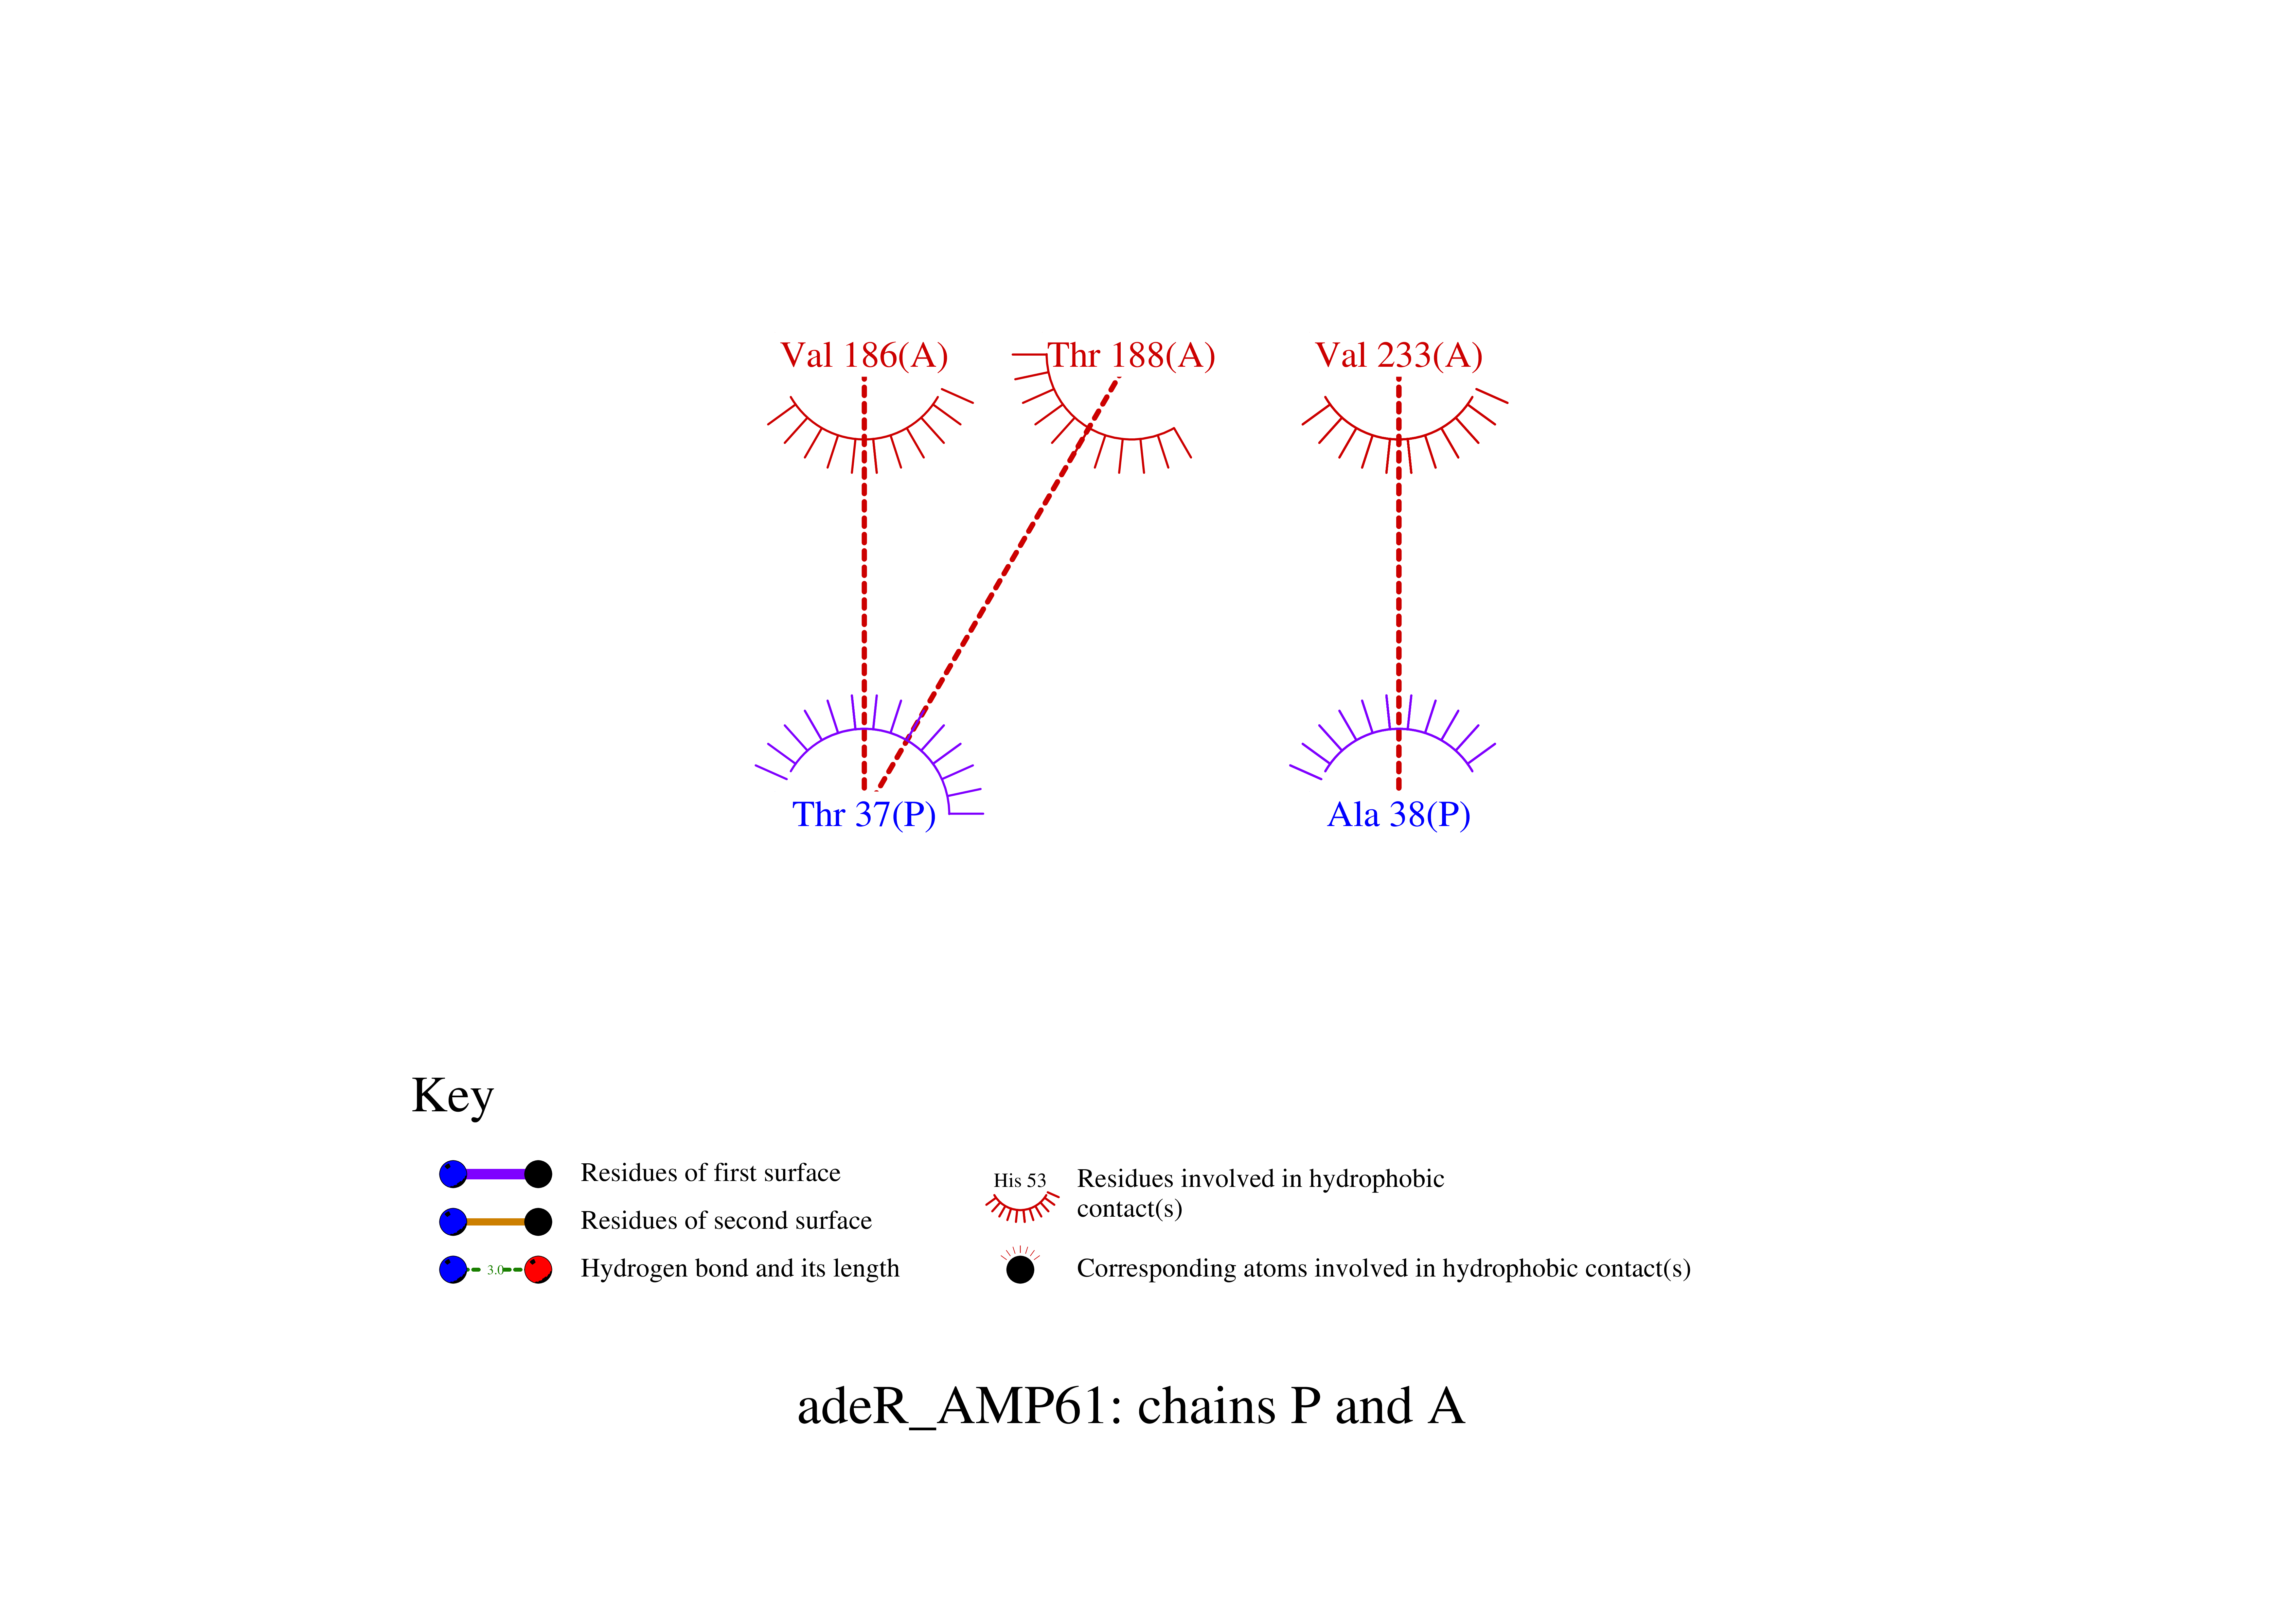 Val 186(A) Thr 188(A) Val 233(A)
Thr 37(P) Ala 38(P)
Key
Residues of first surface
Residues of second surface
3.0 Hydrogen bond and its length
His 53 Residues involved in hydrophobic
contact(s)
Corresponding atoms involved in hydrophobic contact(s)
adeR_AMP61: chains P and A